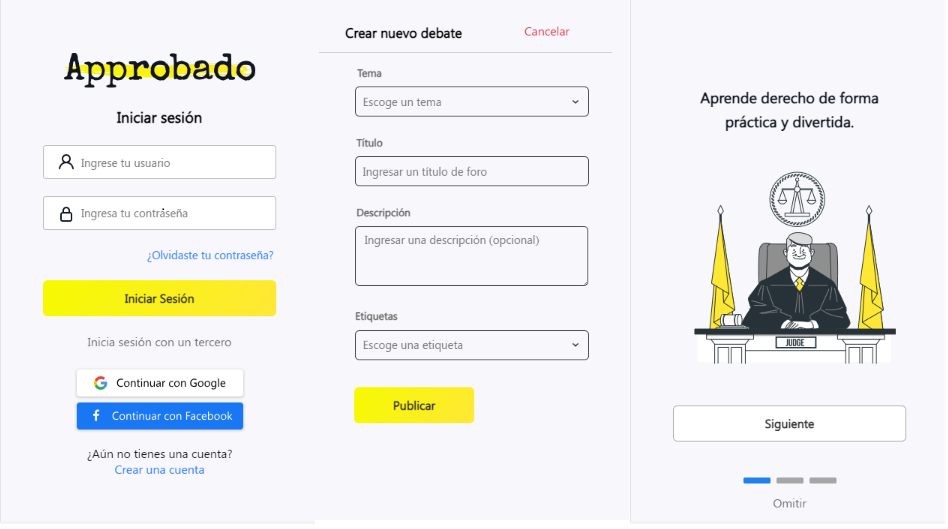 Approbado
Iniciar sesión
Ingrese tu usuario
Ingresa tu contraseña
¿Olvidaste tu contraseña?
Iniciar Sesión
Inicia sesión con un tercero
Continuar con Google
Continuar con Facebook
¿Aún no tienes una cuenta?
Crear una cuenta
Crear nuevo debate
Cancelar
Tema
Escoge un tema
Título
Ingresar un título de foro
Descripción
Ingresar una descripción (opcional)
Etiquetas
Escoge una etiqueta
Publicar
Aprende derecho de forma
práctica y divertida.
JUDGE
Siguiente
Omitir